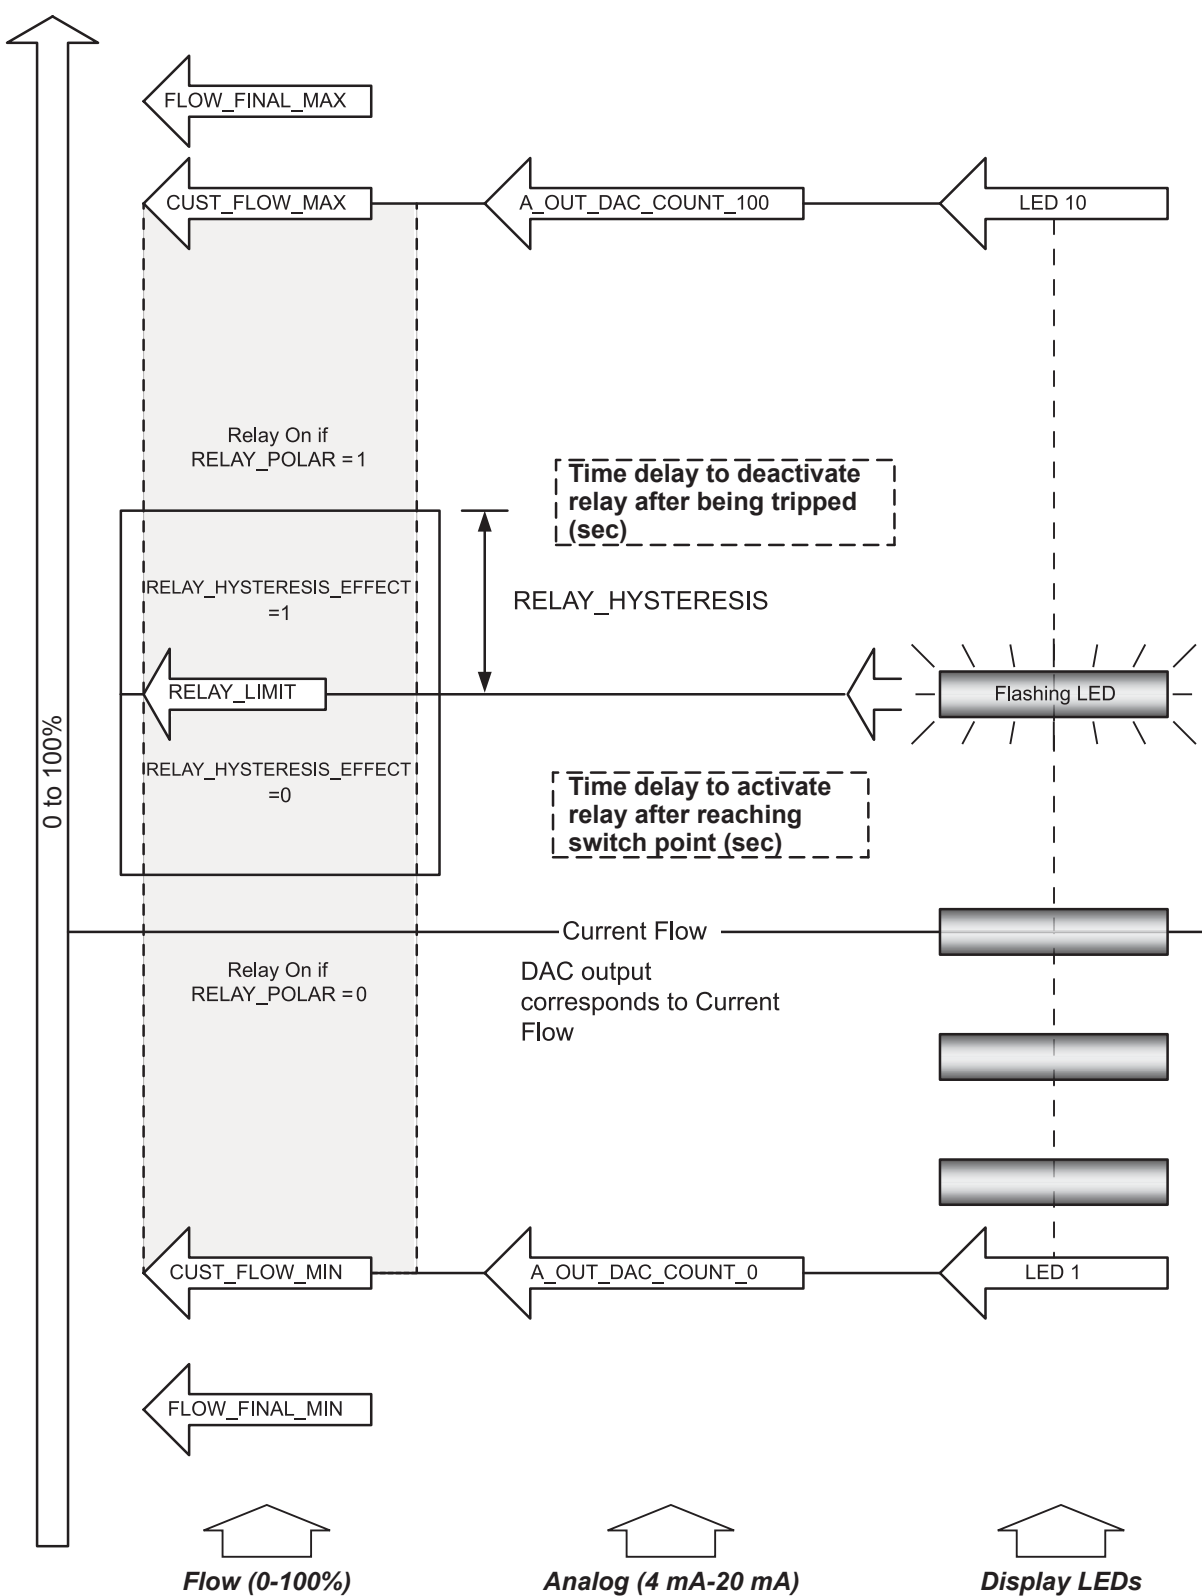 FLOW_FINAL_MAX
CUST_FLOW_MAX
A_OUT_DAC_COUNT_100
LED 10
Relay On if
RELAY_POLAR = 1
Time delay to deactivate
relay after being tripped
(sec)
RELAY_HYSTERESIS_EFFECT
=1
RELAY_HYSTERESIS
RELAY_LIMIT
Flashing LED
0 to 100%
RELAY_HYSTERESIS_EFFECT
=0
Time delay to activate
relay after reaching
switch point (sec)
Current Flow
Relay On if
RELAY_POLAR = 0
DAC output
corresponds to Current
Flow
CUST_FLOW_MIN
A_OUT_DAC_COUNT_0
LED 1
FLOW_FINAL_MIN
Flow (0-100%)
Analog (4 mA-20 mA)
Display LEDs